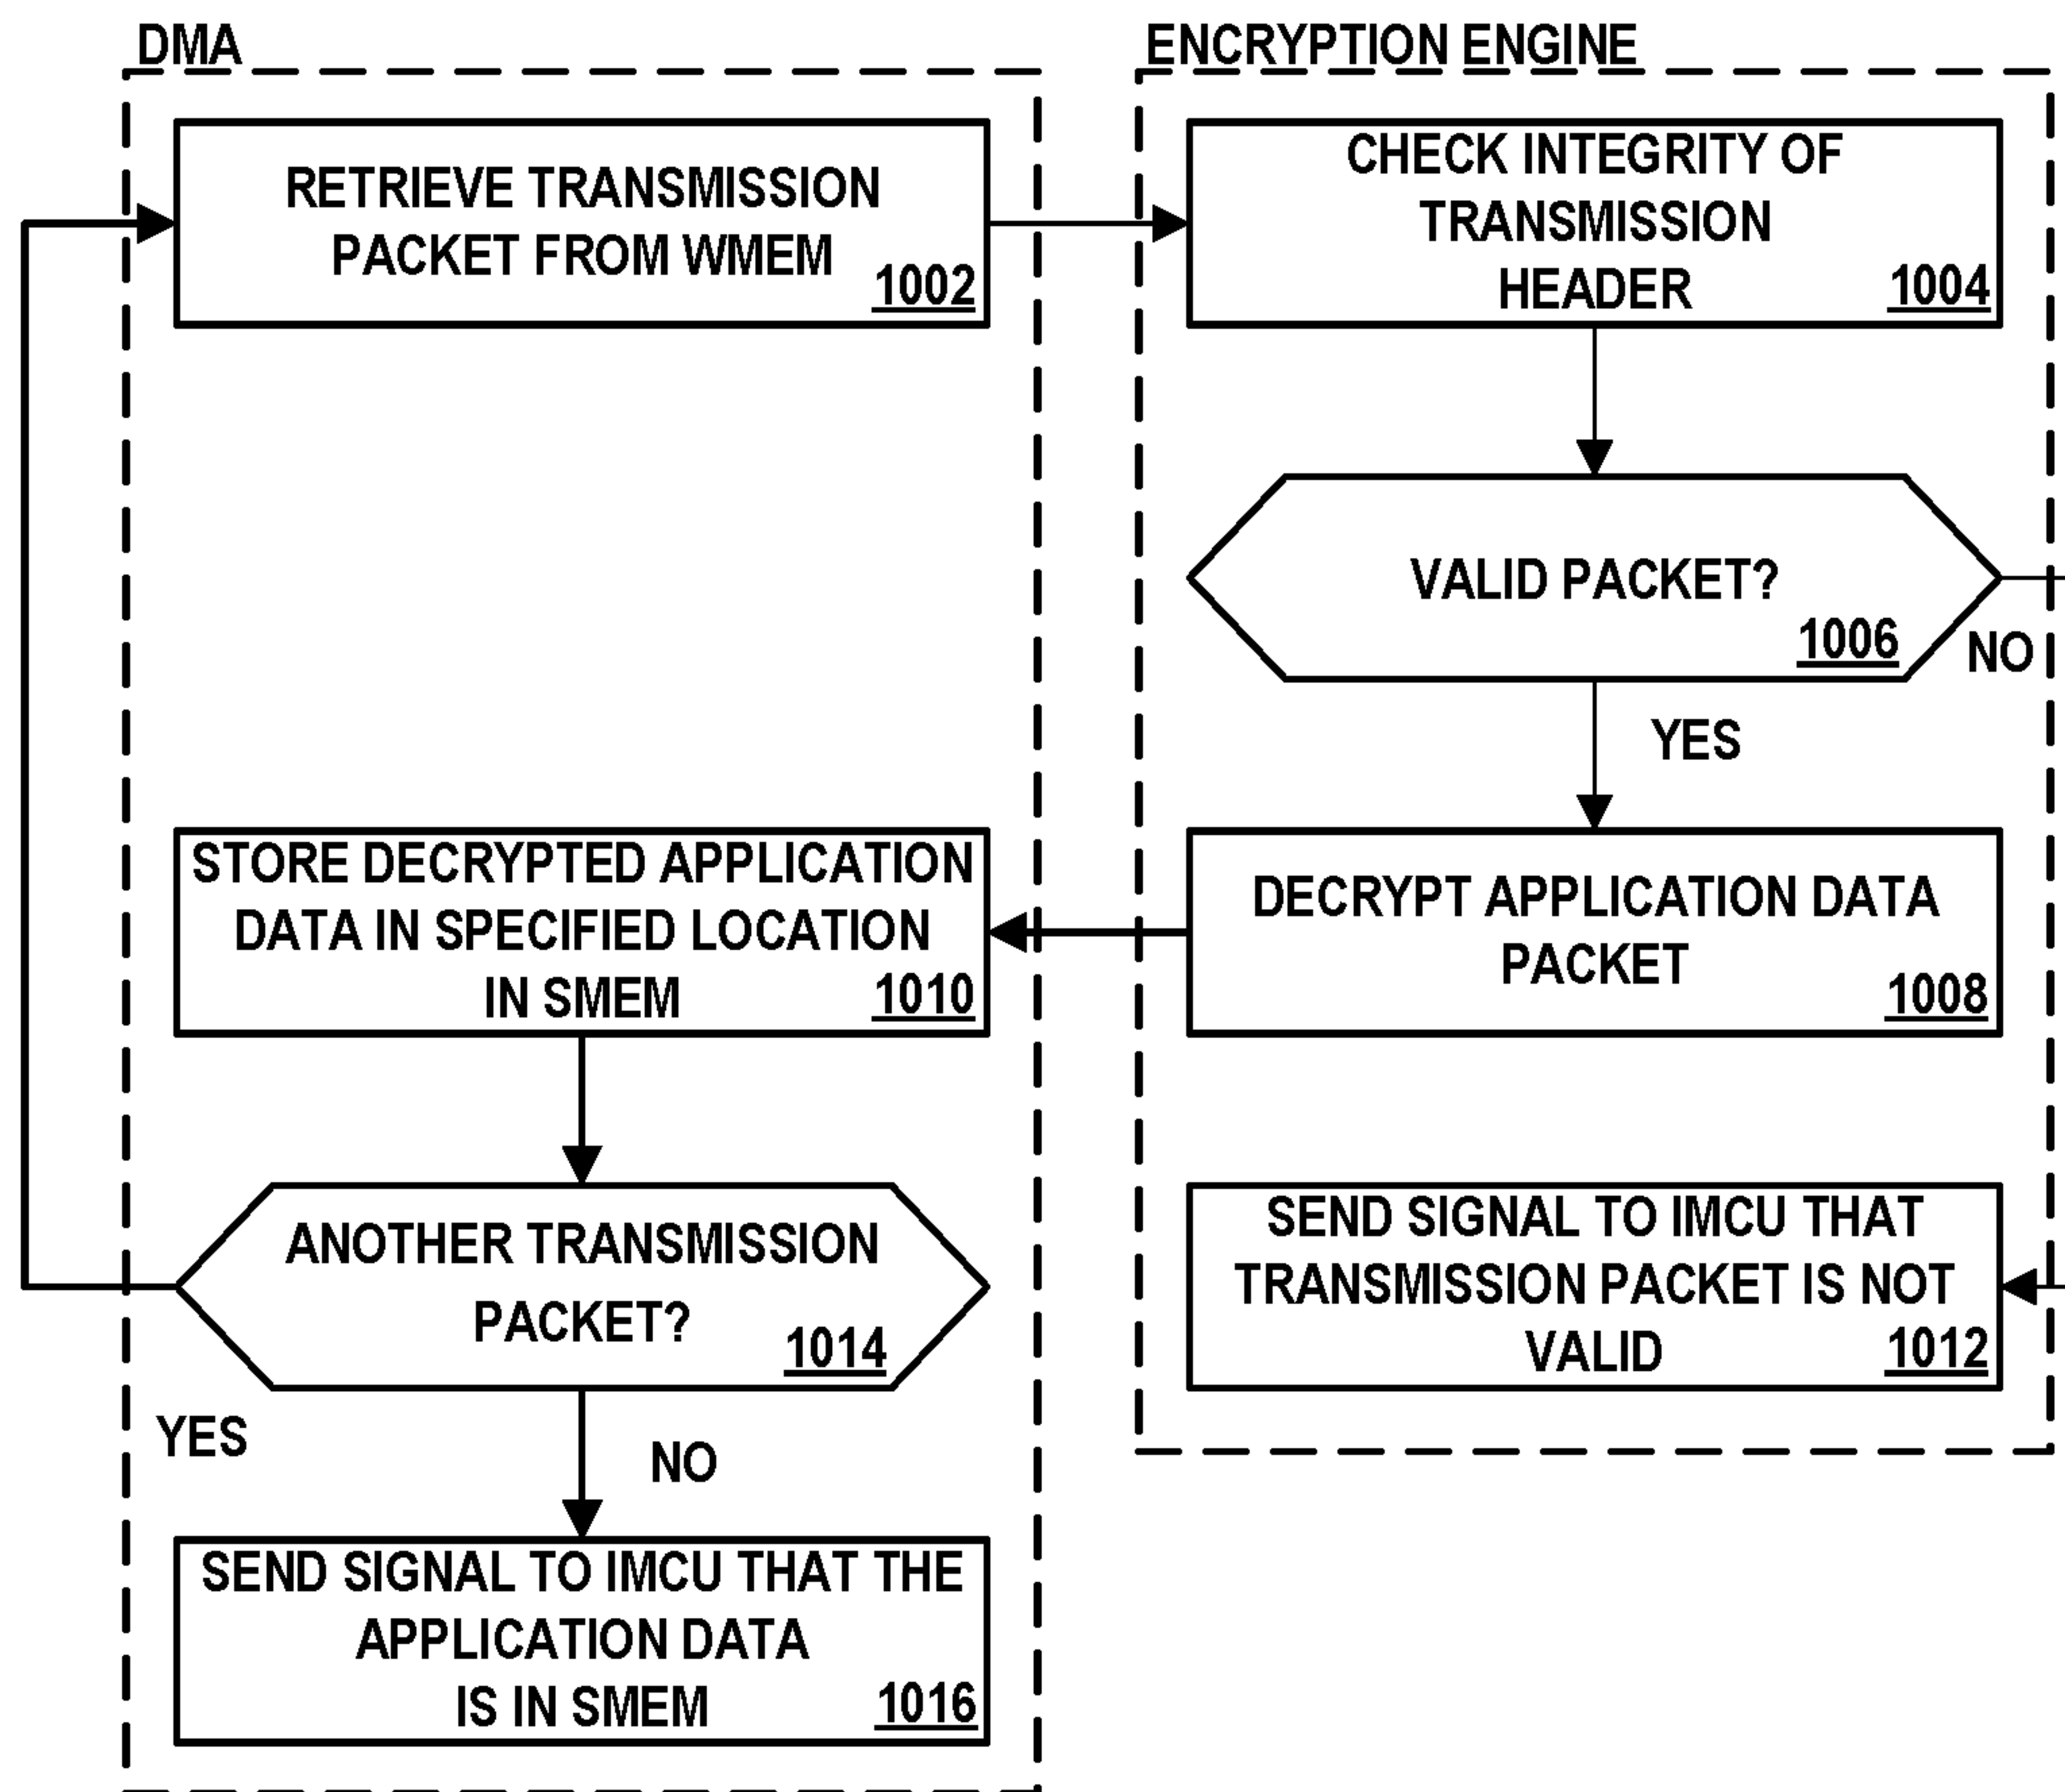 DMA
RETRIEVE TRANSMISSION
PACKET FROM WMEM
1002
STORE DECRYPTED APPLICATION
DATA IN SPECIFIED LOCATION
IN SMEM
1010
ANOTHER TRANSMISSION
PACKET?
1014
YES
NO
SEND SIGNAL TO IMCU THAT THE
APPLICATION DATA
IS IN SMEM
1016
ENCRYPTION ENGINE
CHECK INTEGRITY OF
TRANSMISSION
HEADER
1004
VALID PACKET?
1006
NO
YES
DECRYPT APPLICATION DATA
PACKET
1008
SEND SIGNAL TO IMCU THAT
TRANSMISSION PACKET IS NOT
VALID
1012